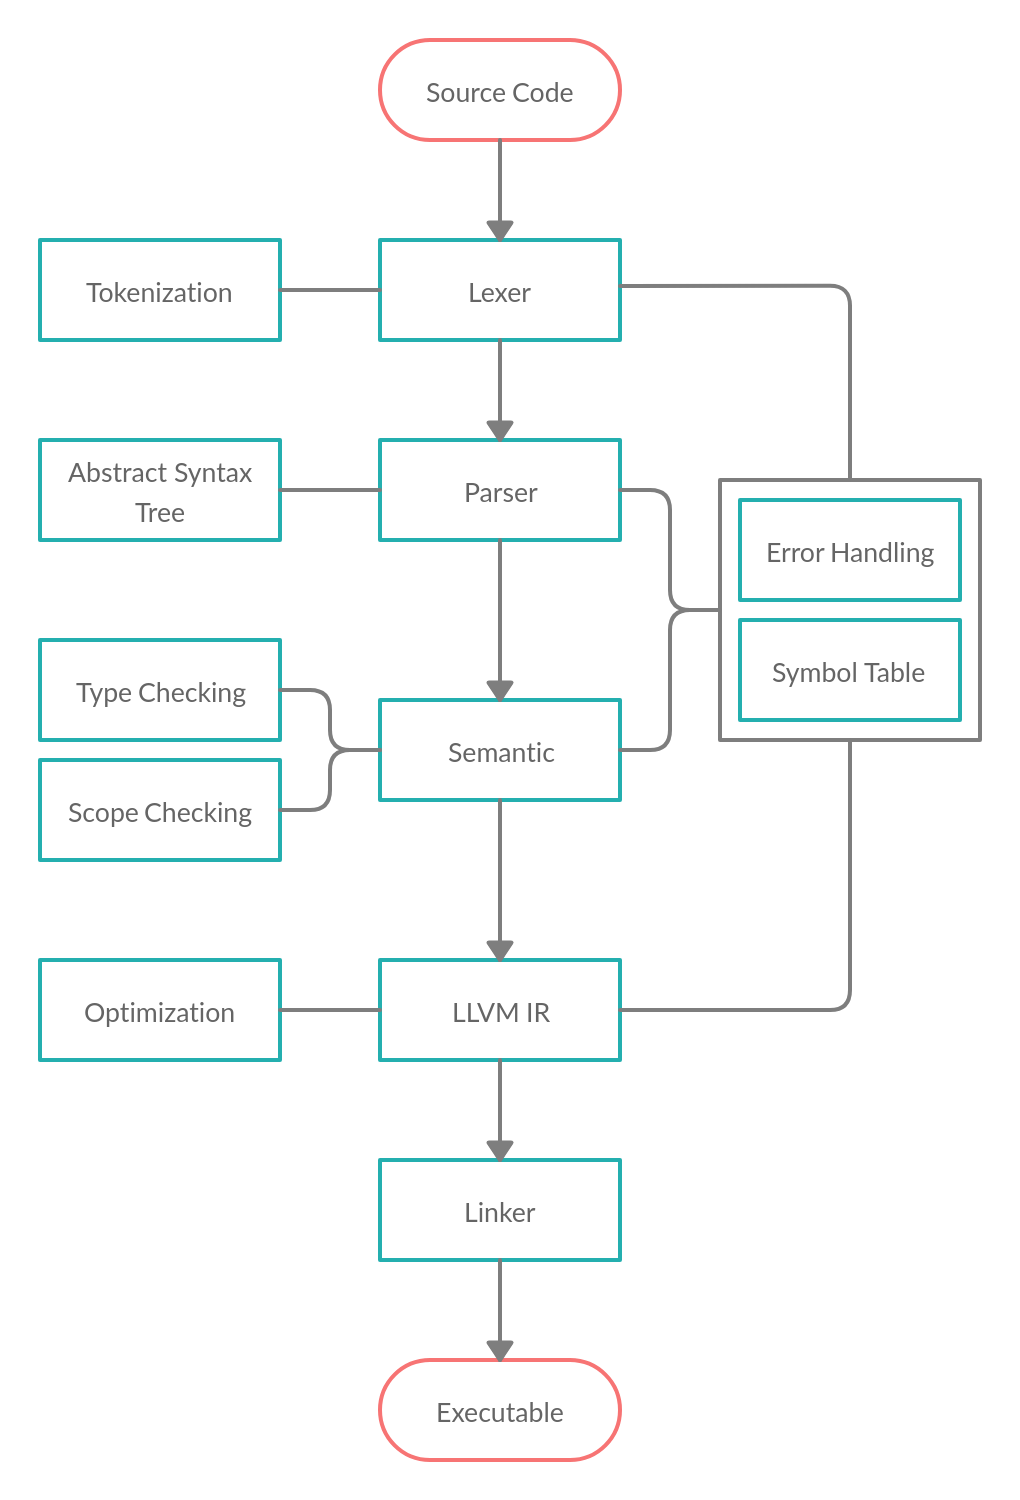 Source Code
Tokenization
Lexer
Abstract Syntax
Tree
Parser
Error Handling
Symbol Table
Type Checking
Scope Checking
Semantic
Optimization
LLVM IR
Linker
Executable